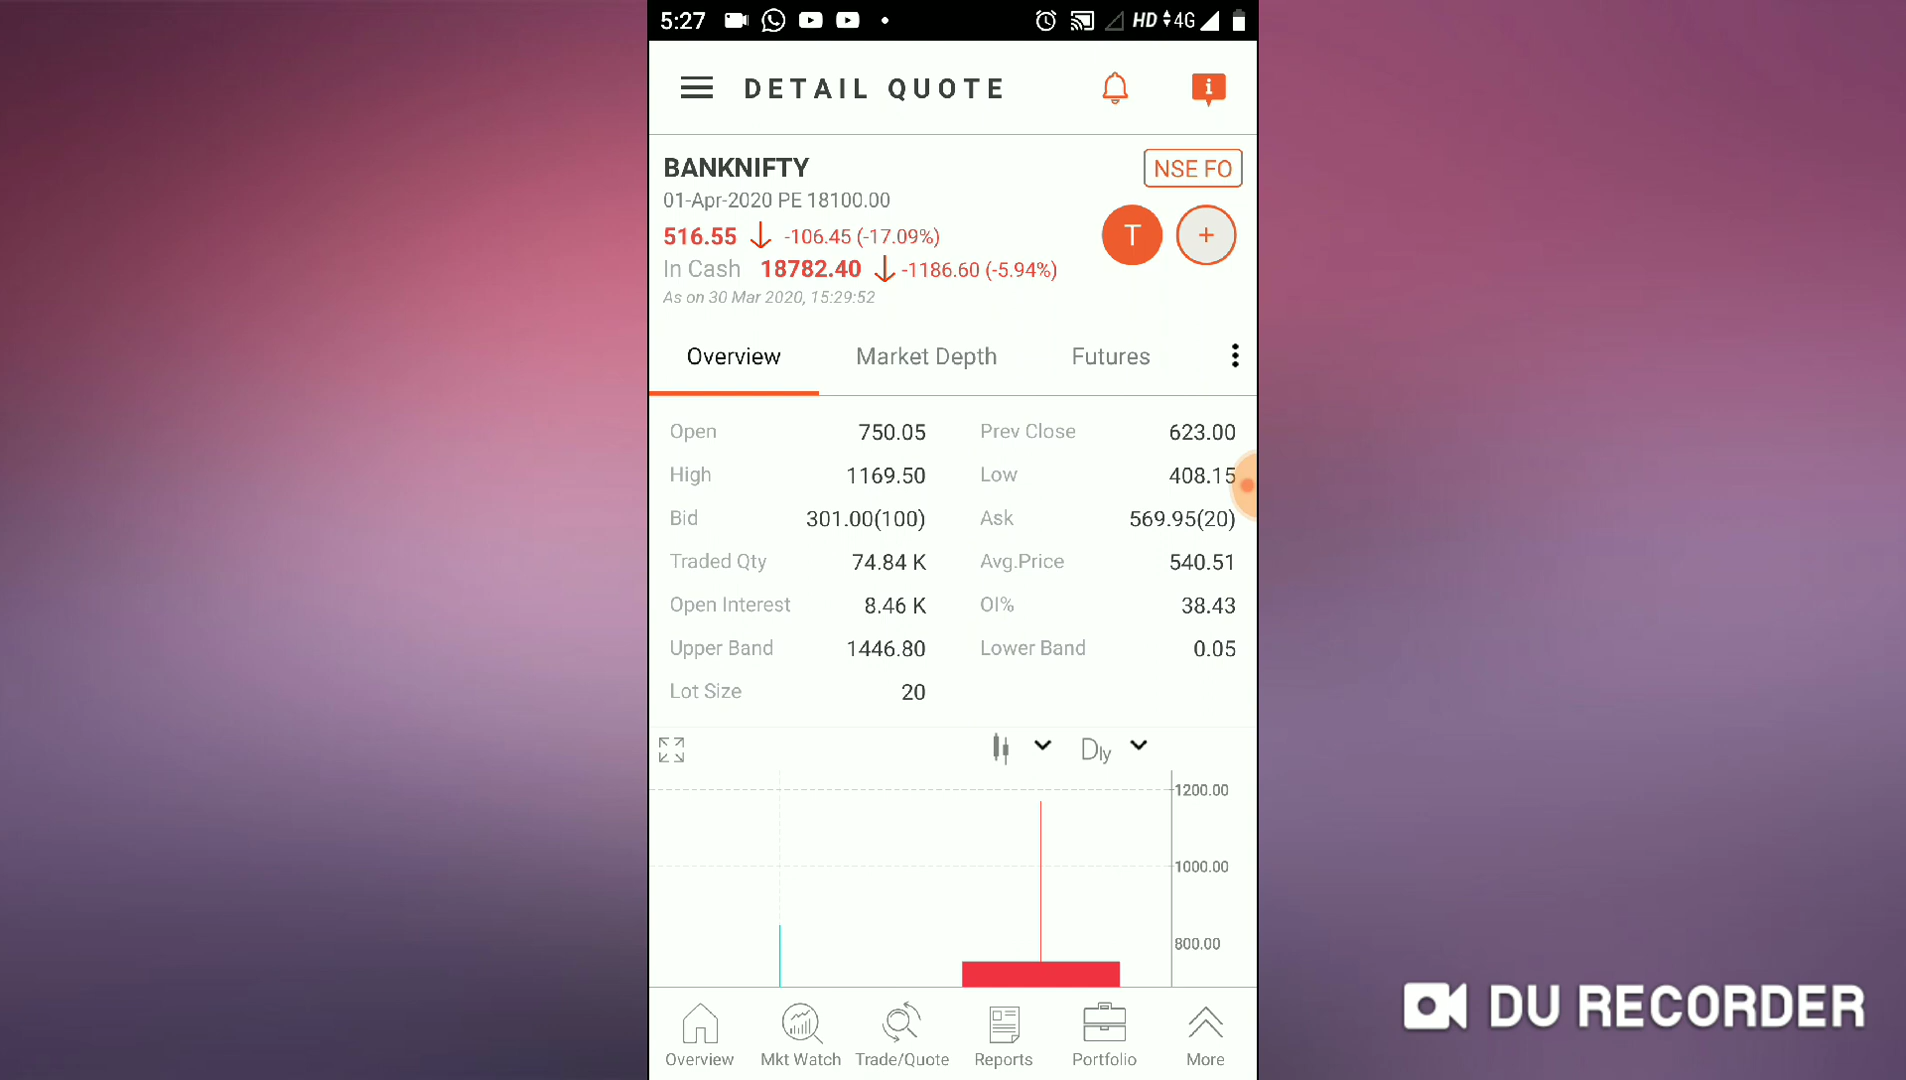 5:27 HD 4G
DETAIL QUOTE
BANKNIFTY NSE FO
01-Apr-2020 PE 18100.00
516.55 -106.45 (-17.09%) T +
In Cash 18782.40 -1186.60 (-5.94%)
As on 30 Mar 2020, 15:29:52
Overview Market Depth Futures
Open 750.05 Prev Close 623.00
High 1169.50 Low 408.15
Bid 301.00(100) Ask 569.95(20)
Traded Qty 74.84 K Avg.Price 540.51
Open Interest 8.46 K OI% 38.43
Upper Band 1446.80 Lower Band 0.05
Lot Size 20
Dly
1200.00
1000.00
800.00
Overview Mkt Watch Trade/Quote Reports Portfolio More
DU RECORDER